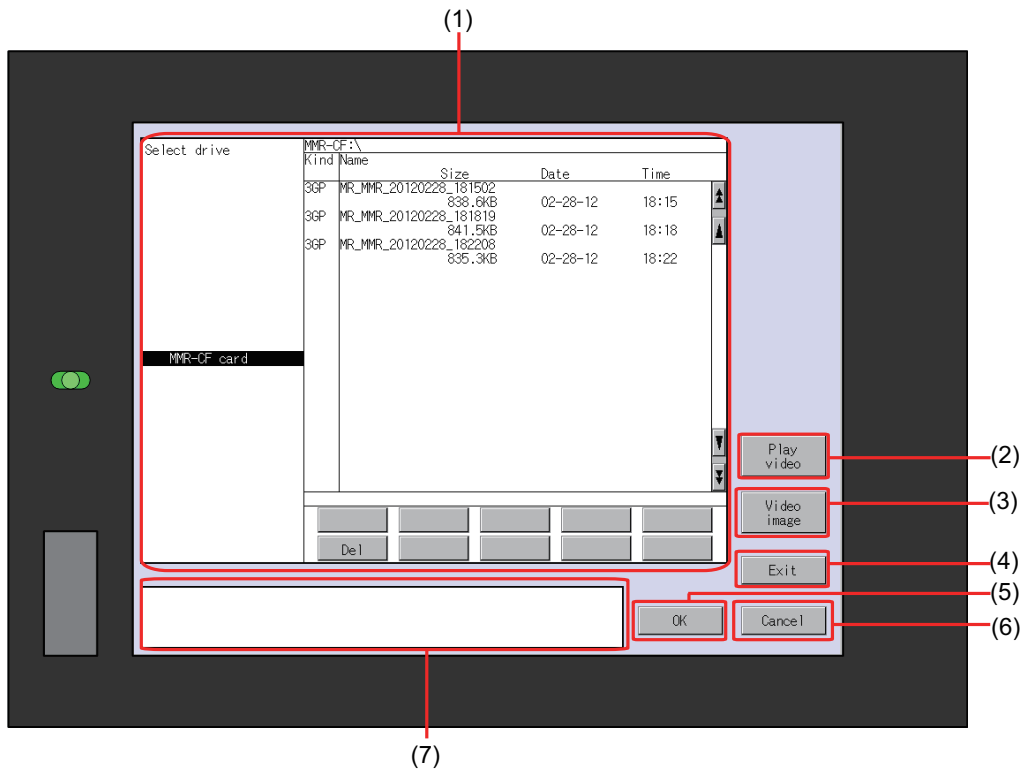 (1)
Select drive
MMR-CF:\
Kind Name
Size Date Time
3GP MR_MMR_20120228_181502
838.6KB 02-28-12 18:15
3GP MR_MMR_20120228_181819
841.5KB 02-28-12 18:18
3GP MR_MMR_20120228_182208
835.3KB 02-28-12 18:22
MMR-CF card
Play
video
(2)
Video
image
(3)
Del
Exit
(4)
(5)
OK
Cancel
(6)
(7)